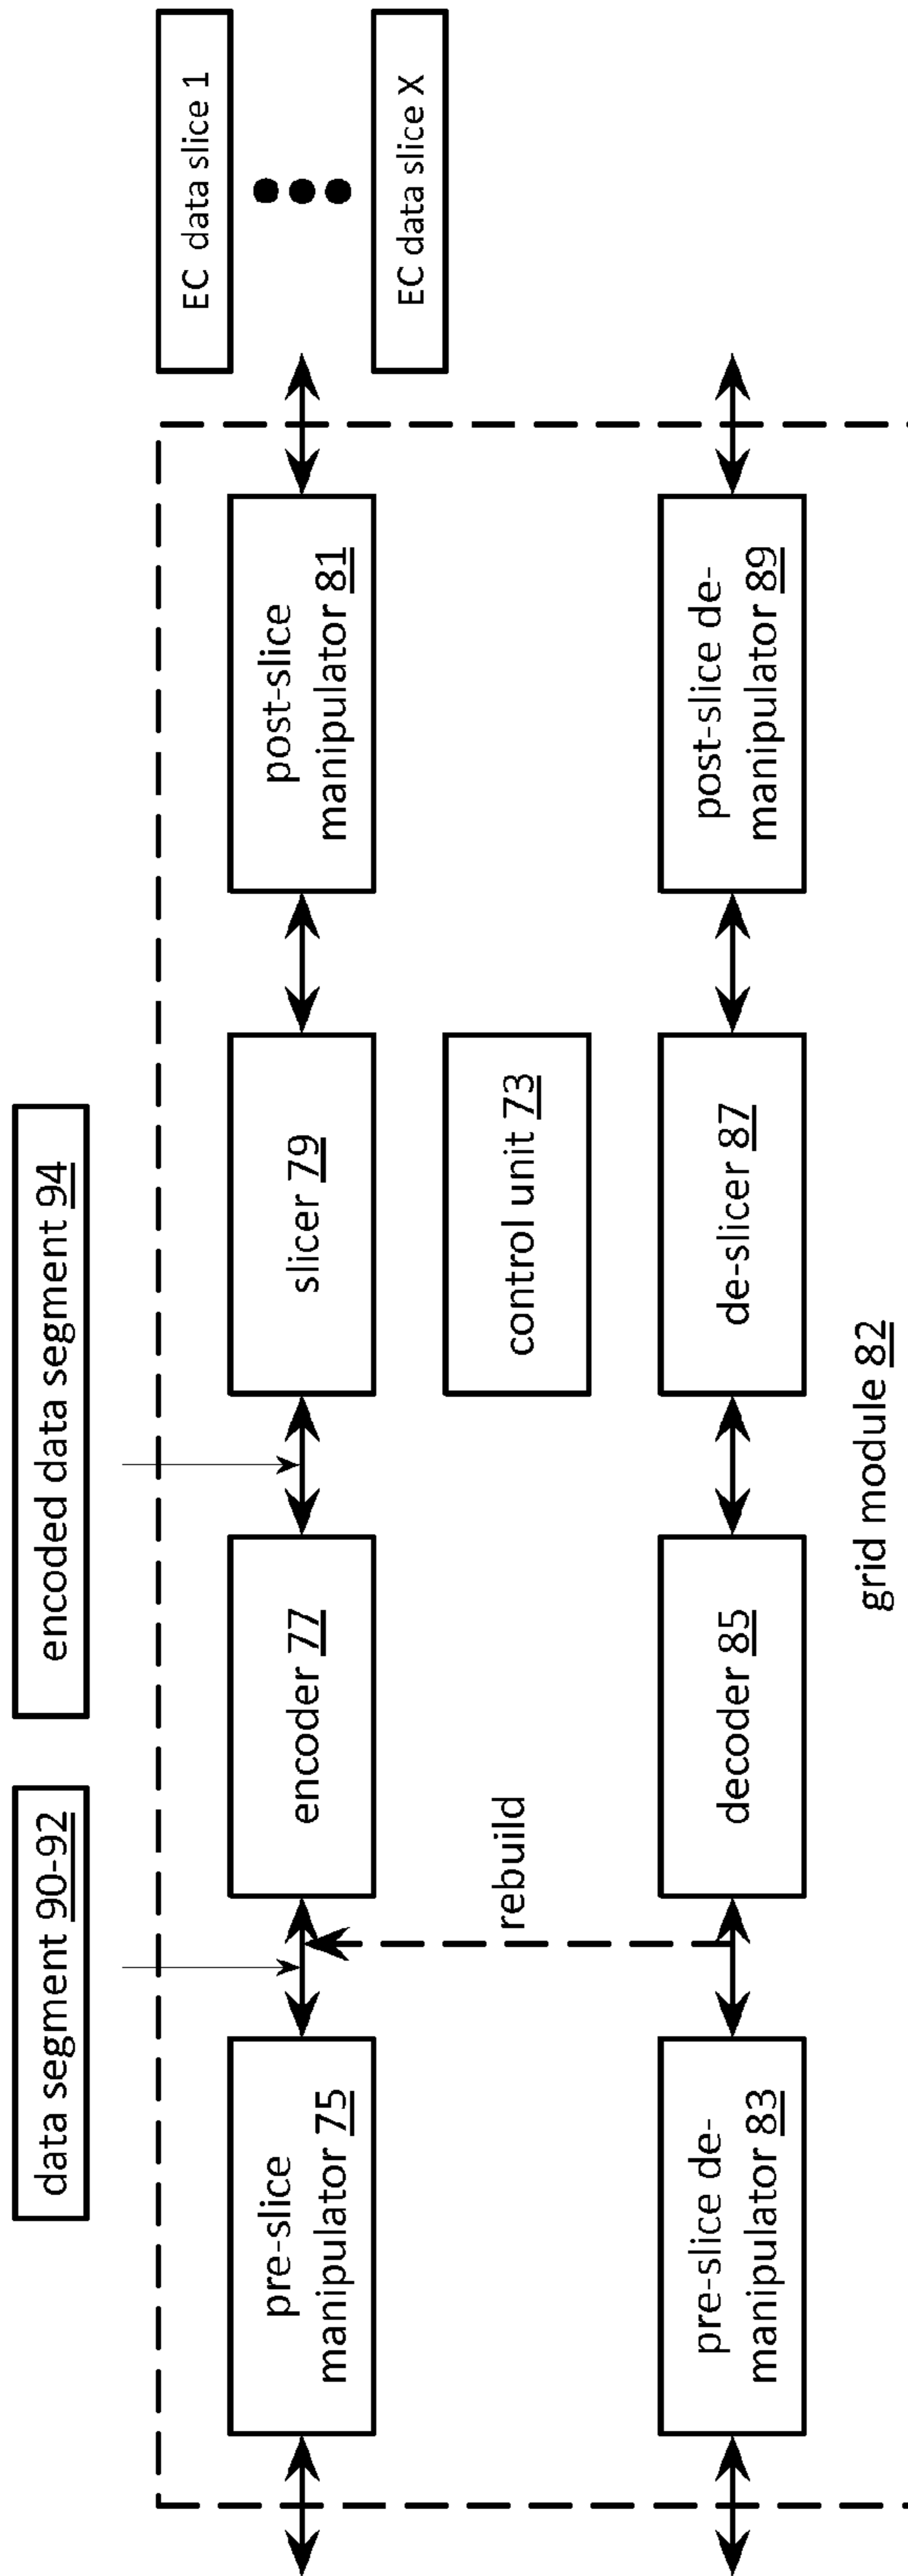 data segment 90-92
encoded data segment 94
pre-slice
manipulator 75
encoder 77
slicer 79
post-slice
manipulator 81
EC data slice 1
EC data slice X
rebuild
control unit 73
pre-slice de-
manipulator 83
decoder 85
de-slicer 87
post-slice de-
manipulator 89
grid module 82